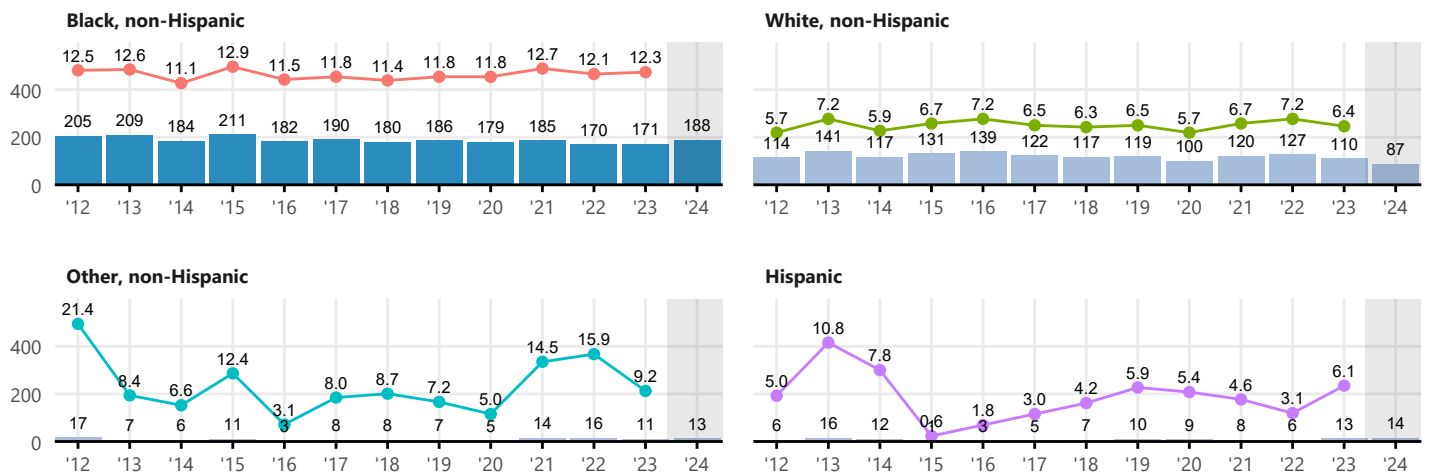 Black, non-Hispanic
White, non-Hispanic
12.5 12.6 11.1 12.9 11.5 11.8 11.4 11.8 11.8 12.7 12.1 12.3
400
5.7 7.2 5.9 6.7 7.2 6.5 6.3 6.5 5.7 6.7 7.2 6.4
205 209 184 211 182 190 180 186 179 185 170 171 188
200
114 141 117 131 139 122 117 119 100 120 127 110 87
0
'12 '13 '14 '15 '16 '17 '18 '19 '20 '21 '22 '23 '24
'12 '13 '14 '15 '16 '17 '18 '19 '20 '21 '22 '23 '24
Other, non-Hispanic
Hispanic
21.4 8.4 6.6 12.4 3.1 8.0 8.7 7.2 5.0 14.5 15.9 9.2
400
5.0 10.8 7.8 0.6 1.8 3.0 4.2 5.9 5.4 4.6 3.1 6.1
200
17 7 6 11 3 8 8 7 5 14 16 11 13
6 16 12 1 3 5 7 10 9 8 6 13 14
0
'12 '13 '14 '15 '16 '17 '18 '19 '20 '21 '22 '23 '24
'12 '13 '14 '15 '16 '17 '18 '19 '20 '21 '22 '23 '24